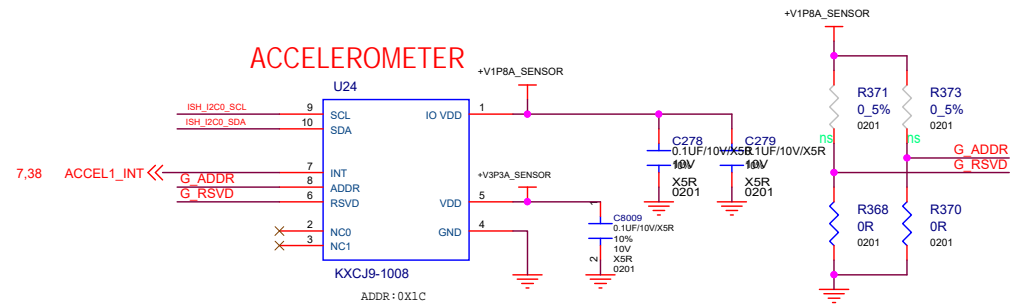 ACCELEROMETER
U24
ISH_I2C0_SCL
ISH_I2C0_SDA
9
10
SCL
SDA
IO VDD
1
+V1P8A_SENSOR
7,38
ACCEL1_INT
7
INT
G_ADDR
8
ADDR
G_RSVD
6
RSVD
2
NC0
3
NC1
VDD
5
+V3P3A_SENSOR
GND
4
KXCJ9-1008
ADDR:0X1C
C278
0.1UF/10V/X5R
10%
10V
X5R
0201
C279
0.1UF/10V/X5R
10%
10V
X5R
0201
1
C8009
0.1UF/10V/X5R
10%
10V
X5R
2
0201
+V1P8A_SENSOR
R371
0_5%
0201
ns
R373
0_5%
0201
ns
G_ADDR
G_RSVD
R368
0R
0201
R370
0R
0201